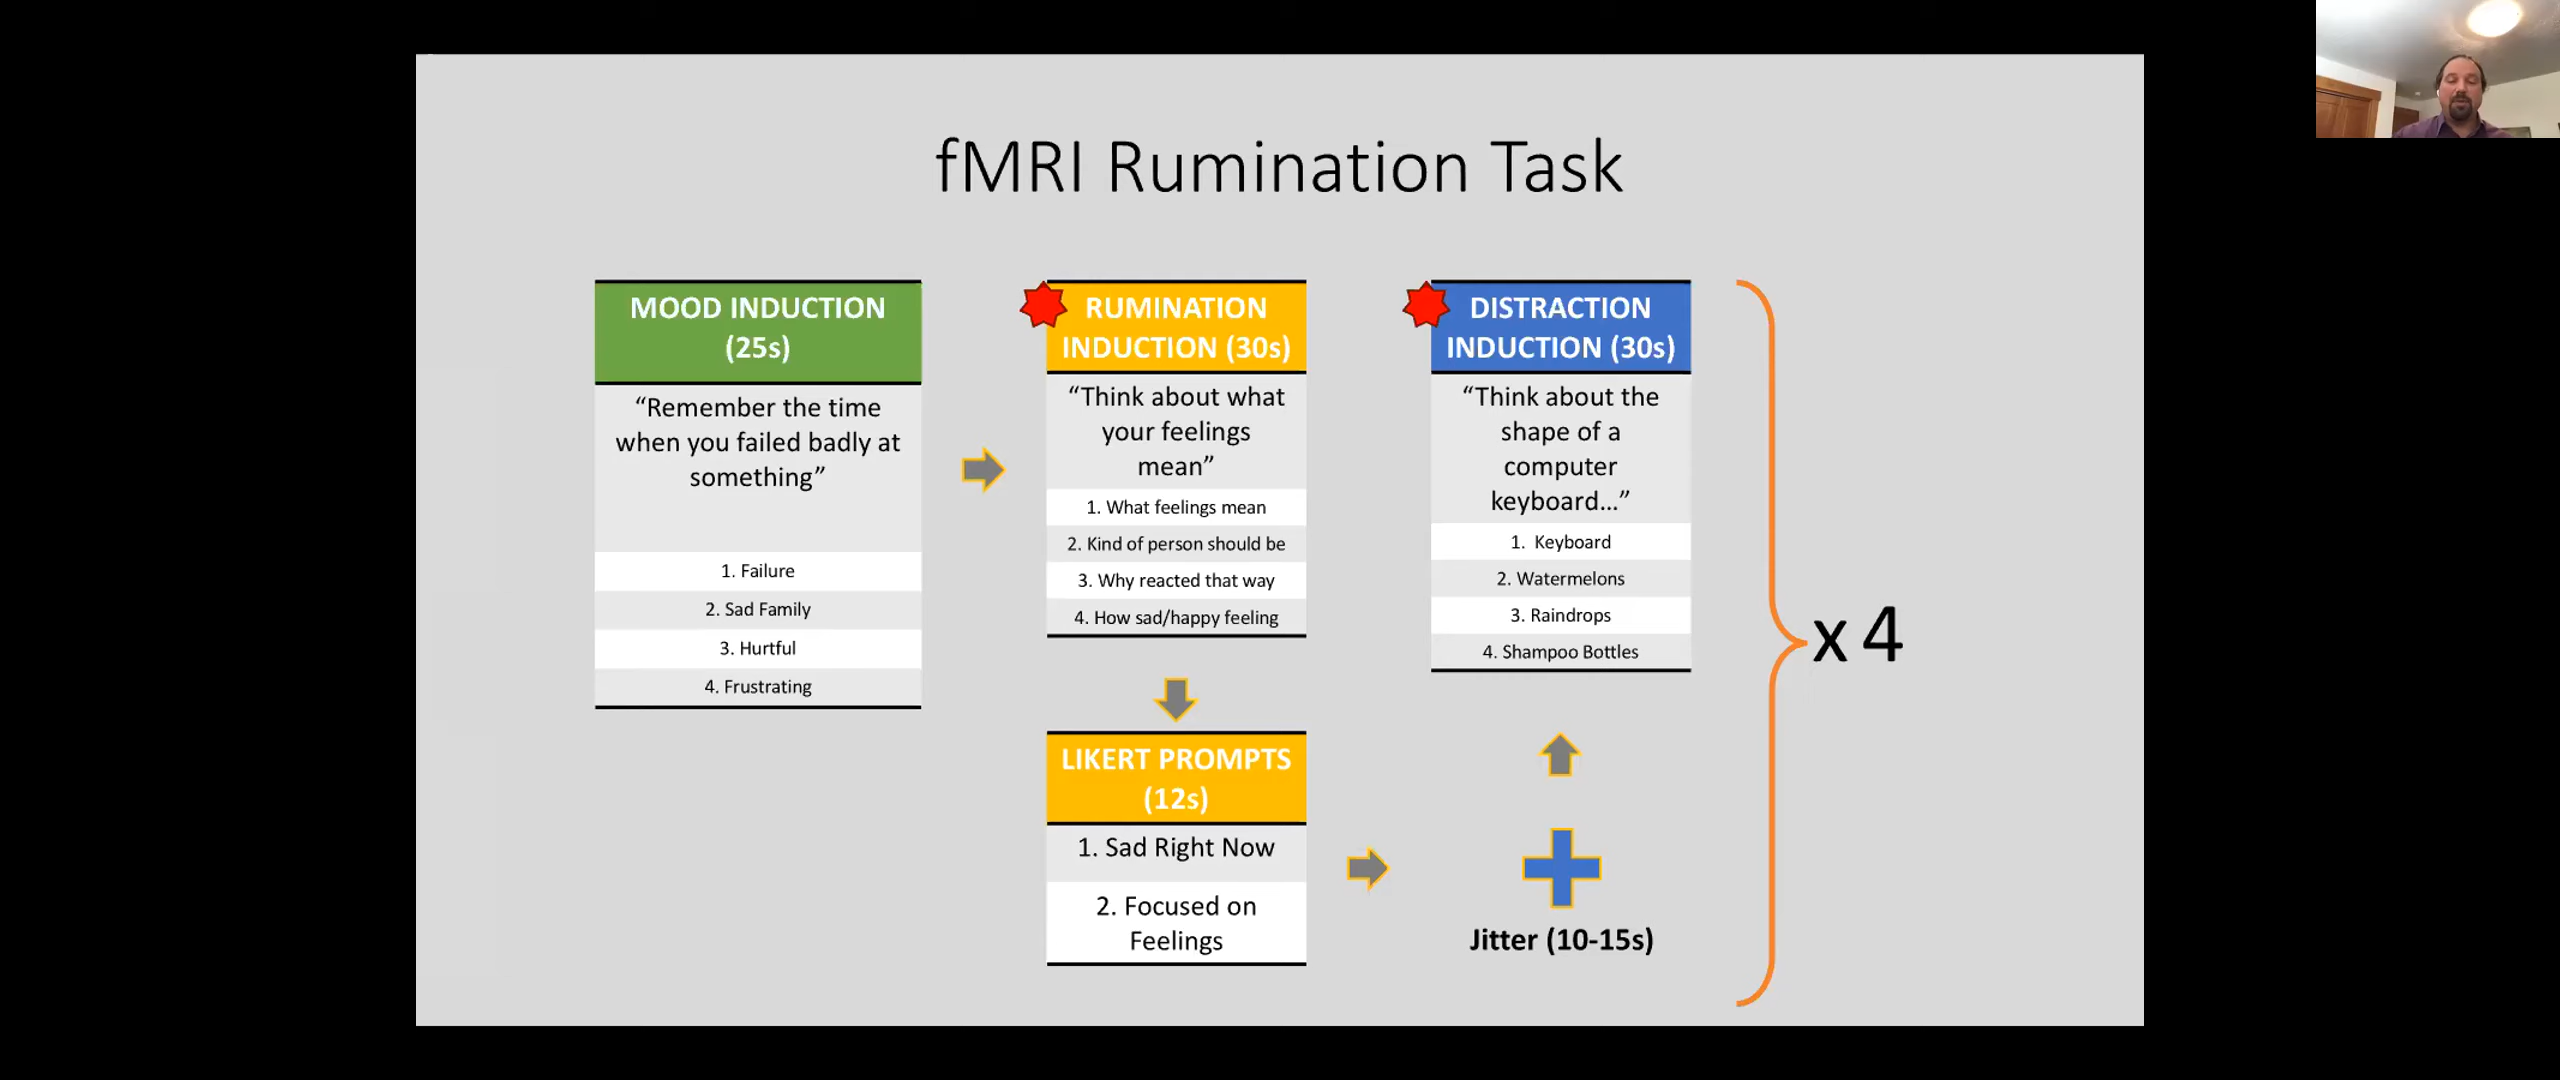 fMRI Rumination Task
MOOD INDUCTION
(25s)
“Remember the time
when you failed badly at
something”
1. Failure
2. Sad Family
3. Hurtful
4. Frustrating
RUMINATION
INDUCTION (30s)
“Think about what
your feelings
mean”
1. What feelings mean
2. Kind of person should be
3. Why reacted that way
4. How sad/happy feeling
LIKERT PROMPTS
(12s)
1. Sad Right Now
2. Focused on
Feelings
DISTRACTION
INDUCTION (30s)
“Think about the
shape of a
computer
keyboard...”
1. Keyboard
2. Watermelons
3. Raindrops
4. Shampoo Bottles
Jitter (10-15s)
x 4